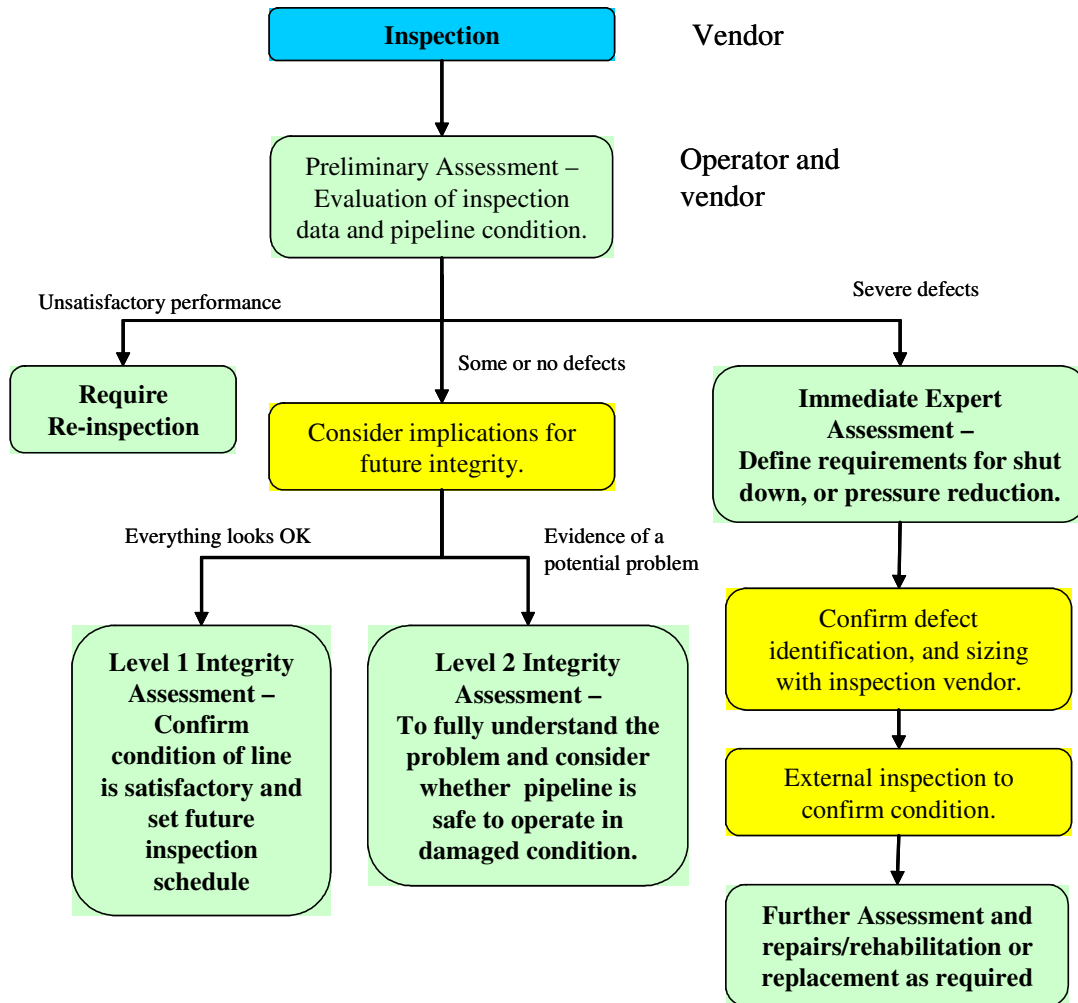 Inspection
Vendor
Preliminary Assessment –
Evaluation of inspection
data and pipeline condition.
Operator and
vendor
Unsatisfactory performance
Severe defects
Some or no defects
Require
Re-inspection
Consider implications for
future integrity.
Immediate Expert
Assessment –
Define requirements for shut
down, or pressure reduction.
Everything looks OK
Evidence of a
potential problem
Level 1 Integrity
Assessment –
Confirm
condition of line
is satisfactory and
set future
inspection
schedule
Level 2 Integrity
Assessment –
To fully understand the
problem and consider
whether pipeline is
safe to operate in
damaged condition.
Confirm defect
identification, and sizing
with inspection vendor.
External inspection to
confirm condition.
Further Assessment and
repairs/rehabilitation or
replacement as required